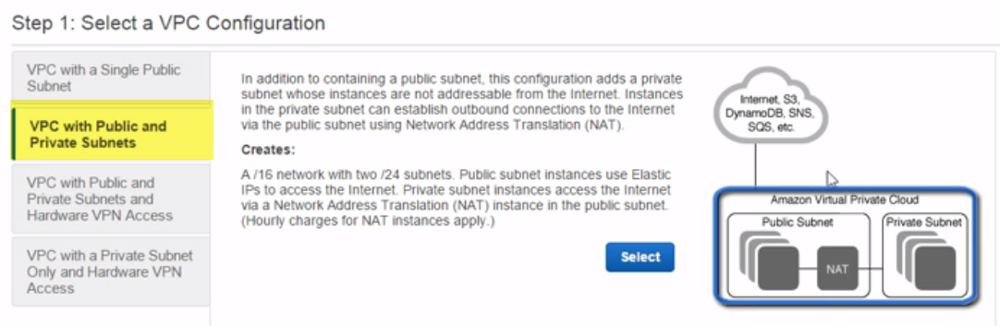 Step 1: Select a VPC Configuration
VPC with a Single Public
Subnet
VPC with Public and
Private Subnets
VPC with Public and
Private Subnets and
Hardware VPN Access
VPC with a Private Subnet
Only and Hardware VPN
Access
In addition to containing a public subnet, this configuration adds a private
subnet whose instances are not addressable from the Internet. Instances
in the private subnet can establish outbound connections to the Internet
via the public subnet using Network Address Translation (NAT).
Creates:
A /16 network with two /24 subnets. Public subnet instances use Elastic
IPs to access the Internet. Private subnet instances access the Internet
via a Network Address Translation (NAT) instance in the public subnet.
(Hourly charges for NAT instances apply.)
Select
Internet, S3,
DynamoDB, SNS,
SQS, etc.
Amazon Virtual Private Cloud
Public Subnet
Private Subnet
NAT